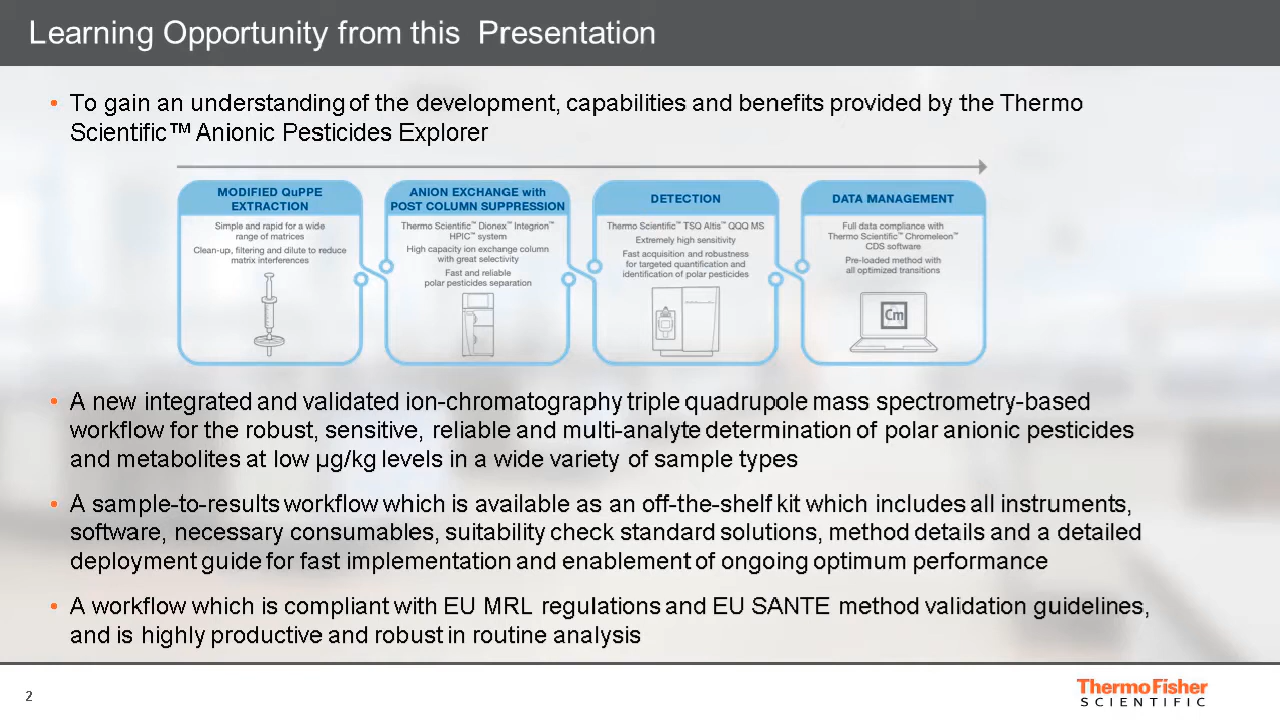 Learning Opportunity from this Presentation
• To gain an understanding of the development, capabilities and benefits provided by the Thermo
Scientific™ Anionic Pesticides Explorer
MODIFIED QuPPE
EXTRACTION
Simple and rapid for a wide
range of matrices
Clean-up, filtering and dilute to reduce
matrix interferences
ANION EXCHANGE with
POST COLUMN SUPPRESSION
Thermo Scientific™ Dionex™ Integrion™
HPIC™ system
High capacity ion exchange column
with great selectivity
Fast and reliable
polar pesticides separation
DETECTION
Thermo Scientific™ TSQ Altis™ QQQ MS
Extremely high sensitivity
Fast acquisition and robustness
for targeted quantification and
identification of polar pesticides
DATA MANAGEMENT
Full data compliance with
Thermo Scientific™ Chromeleon™
CDS software
Pre-loaded method with
all optimized transitions
Cm
• A new integrated and validated ion-chromatography triple quadrupole mass spectrometry-based
workflow for the robust, sensitive, reliable and multi-analyte determination of polar anionic pesticides
and metabolites at low µg/kg levels in a wide variety of sample types
• A sample-to-results workflow which is available as an off-the-shelf kit which includes all instruments,
software, necessary consumables, suitability check standard solutions, method details and a detailed
deployment guide for fast implementation and enablement of ongoing optimum performance
• A workflow which is compliant with EU MRL regulations and EU SANTE method validation guidelines,
and is highly productive and robust in routine analysis
2
ThermoFisher
SCIENTIFIC